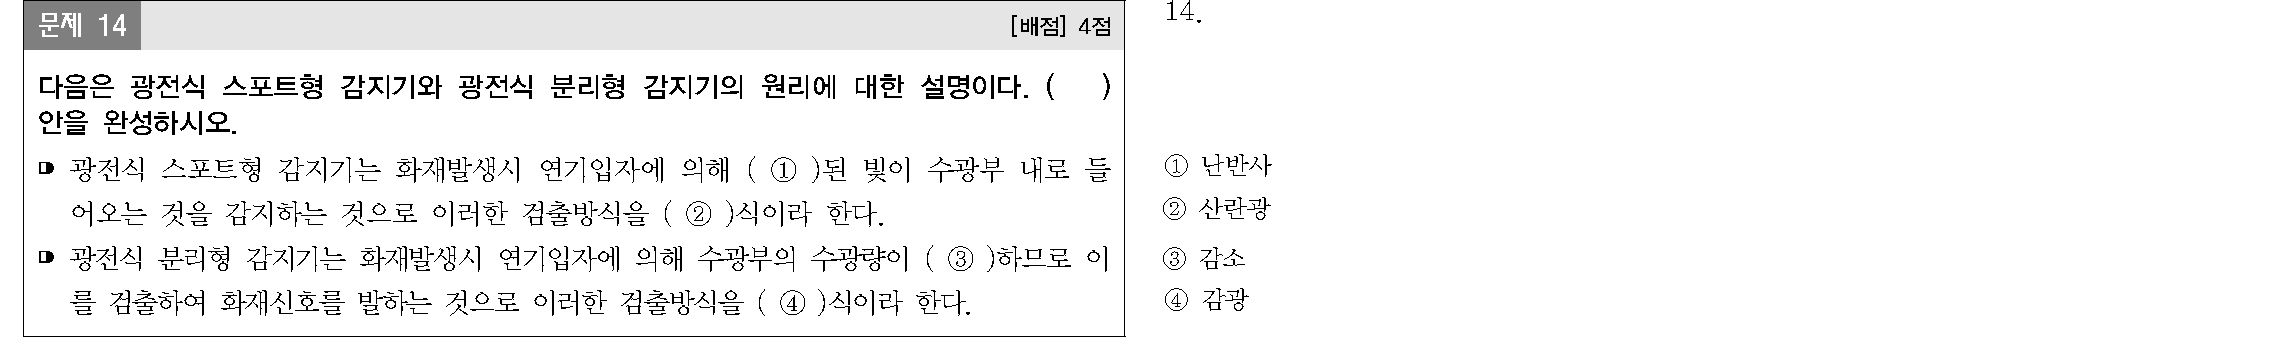 문제 14
[배점] 4점
다음은 광전식 스포트형 감지기와 광전식 분리형 감지기의 원리에 대한 설명이다. (    )
안을 완성하시오.
광전식 스포트형 감지기는 화재발생시 연기입자에 의해 ( ① )된 빛이 수광부 내로 들
어오는 것을 감지하는 것으로 이러한 검출방식을 ( ② )식이라 한다.
광전식 분리형 감지기는 화재발생시 연기입자에 의해 수광부의 수광량이 ( ③ )하므로 이
를 검출하여 화재신호를 발하는 것으로 이러한 검출방식을 ( ④ )식이라 한다.
14.
① 난반사
② 산란광
③ 감소
④ 감광